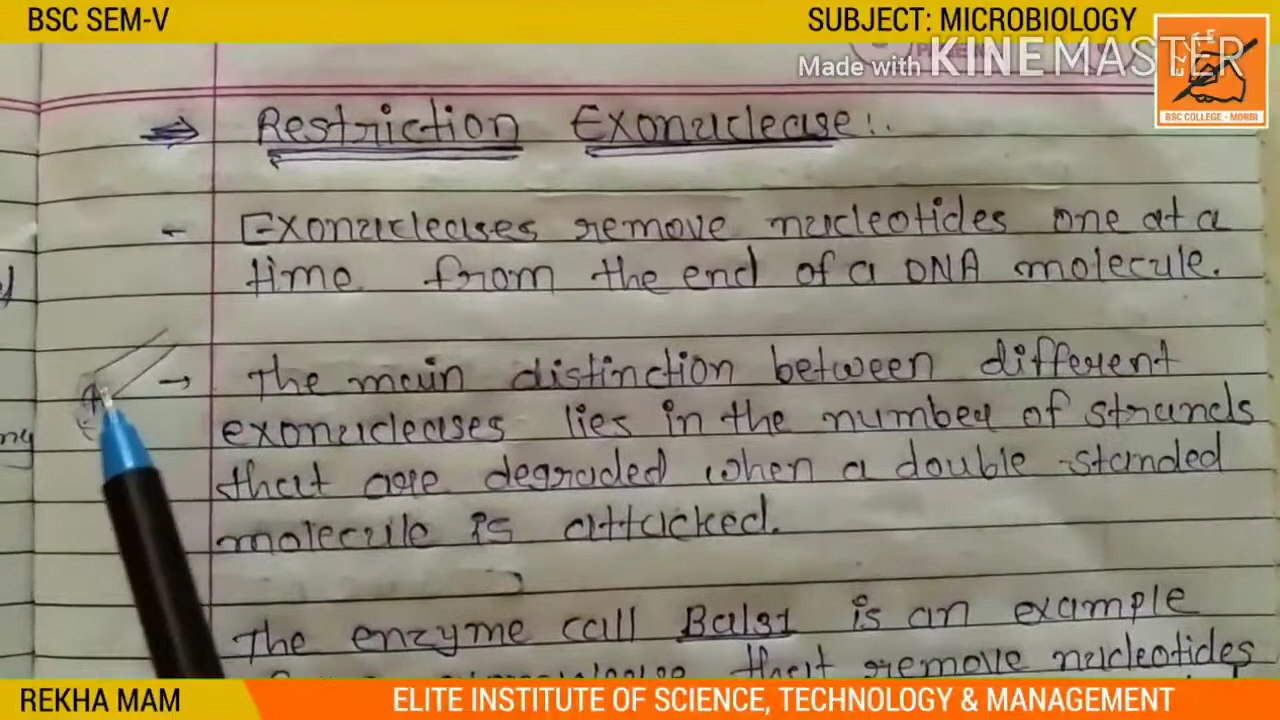 BSC SEM-V
SUBJECT: MICROBIOLOGY
Made with KINEMASTER
BSC COLLEGE - MORBI
Restriction Exonuclease:.
- Exonucleases remove nucleotides one at a
time from the end of a DNA molecule.
→ The main distinction between different
exonucleases lies in the number of strands
that are degraded when a double -standed
molecule is attacked.
The enzyme call Bal31 is an example
that remove nucleotides
REKHA MAM
ELITE INSTITUTE OF SCIENCE, TECHNOLOGY & MANAGEMENT